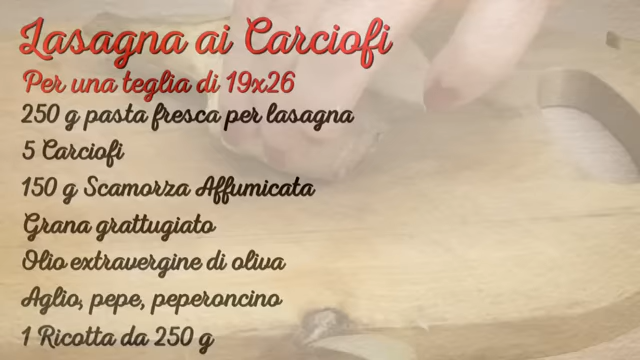 Lasagna ai Carciofi
Per una teglia di 19x26
250 g pasta fresca per lasagna
5 Carciofi
150 g Scamorza Affumicata
Grana grattugiato
Olio extravergine di oliva
Aglio, pepe, peperoncino
1 Ricotta da 250 g